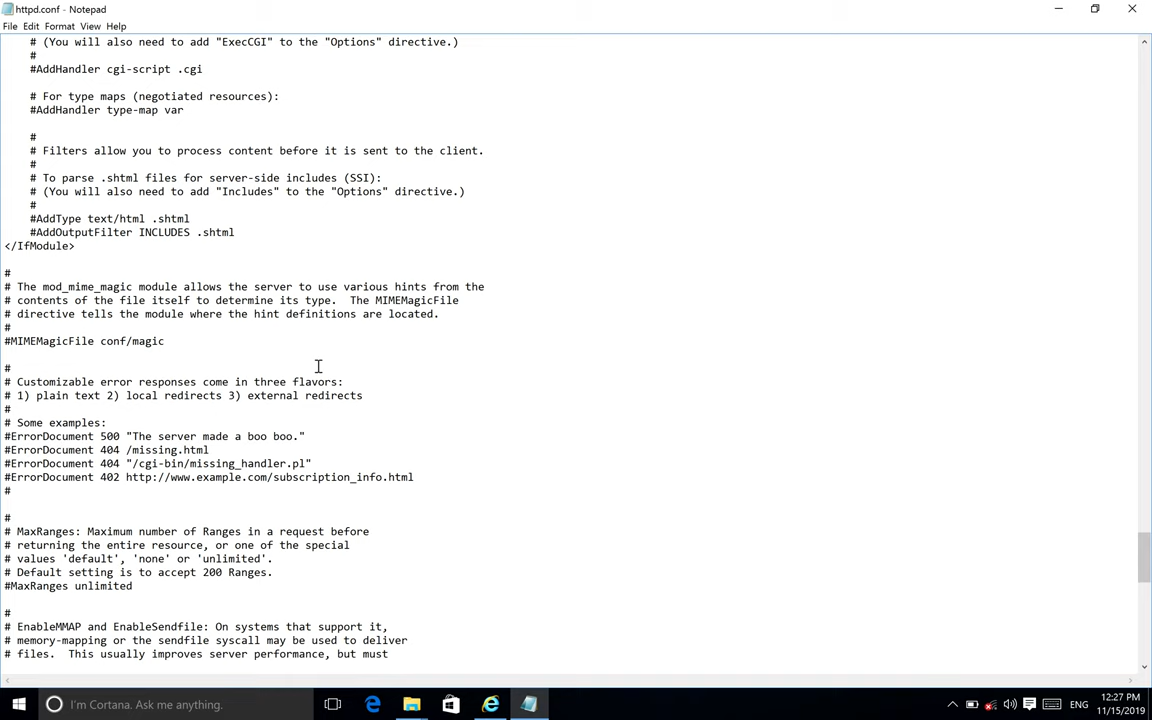 httpd.conf - Notepad
File Edit Format View Help
# (You will also need to add "ExecCGI" to the "Options" directive.)
#
#AddHandler cgi-script .cgi
# For type maps (negotiated resources):
#AddHandler type-map var
#
# Filters allow you to process content before it is sent to the client.
#
# To parse .shtml files for server-side includes (SSI):
# (You will also need to add "Includes" to the "Options" directive.)
#
#AddType text/html .shtml
#AddOutputFilter INCLUDES .shtml
</IfModule>
#
# The mod_mime_magic module allows the server to use various hints from the
# contents of the file itself to determine its type.  The MIMEMagicFile
# directive tells the module where the hint definitions are located.
#
#MIMEMagicFile conf/magic
#
# Customizable error responses come in three flavors:
# 1) plain text 2) local redirects 3) external redirects
#
# Some examples:
#ErrorDocument 500 "The server made a boo boo."
#ErrorDocument 404 /missing.html
#ErrorDocument 404 "/cgi-bin/missing_handler.pl"
#ErrorDocument 402 http://www.example.com/subscription_info.html
#
#
# MaxRanges: Maximum number of Ranges in a request before
# returning the entire resource, or one of the special
# values 'default', 'none' or 'unlimited'.
# Default setting is to accept 200 Ranges.
#MaxRanges unlimited
#
# EnableMMAP and EnableSendfile: On systems that support it,
# memory-mapping or the sendfile syscall may be used to deliver
# files.  This usually improves server performance, but must
I'm Cortana. Ask me anything.
ENG
12:27 PM
11/15/2019